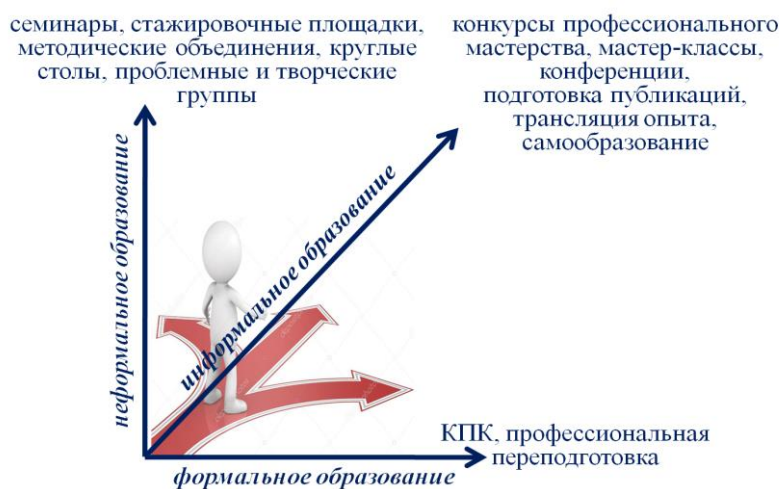 семинары, стажировочные площадки,
методические объединения, круглые
столы, проблемные и творческие
группы
конкурсы профессионального
мастерства, мастер-классы,
конференции,
подготовка публикаций,
трансляция опыта,
самообразование
неформальное образование
информальное образование
КПК, профессиональная
переподготовка
формальное образование